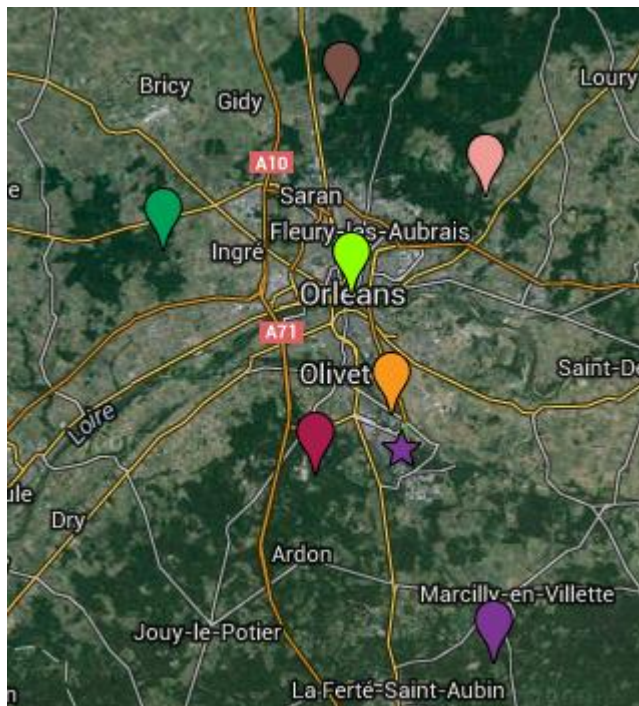 Bricy
Loury
Gidy
A10
e
Saran
Fleury-les-Aubrais
Ingré
Orléans
A71
Olivet
Saint-De
Loire
ule
Dry
Ardon
Marcilly-en-Villette
Jouy-le-Potier
La Ferté-Saint-Aubin
n